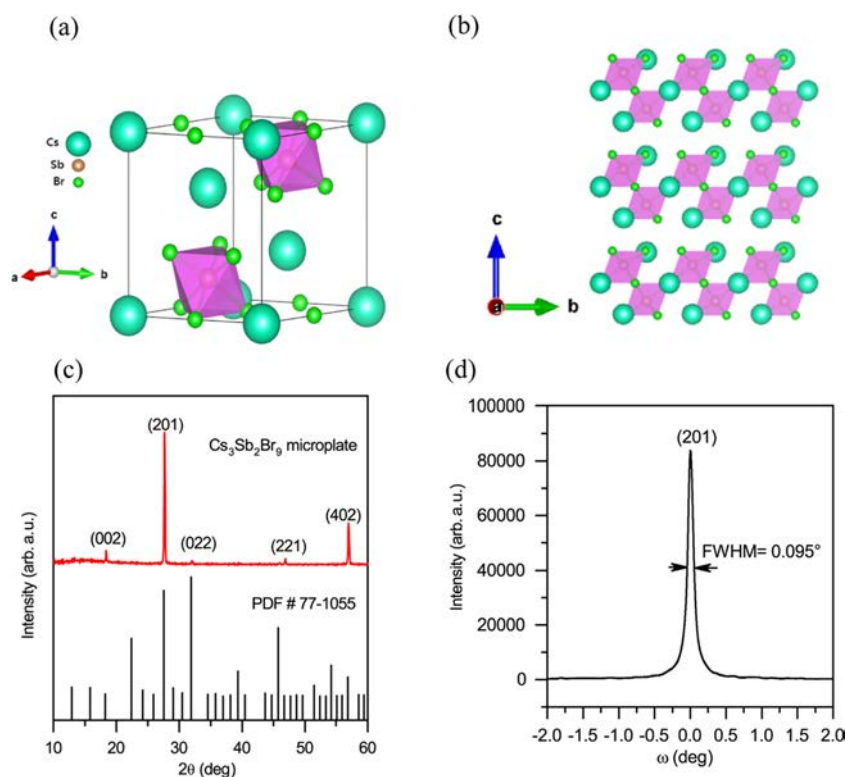 (a)
(b)
Cs
Sb
Br
c
a
b
c
a
b
(c)
(d)
(201)
Cs₃Sb₂Br₉ microplate
(002)
(022)
(221)
(402)
PDF # 77-1055
Intensity (arb. a.u.)
10 20 30 40 50 60
2θ (deg)
100000
80000
60000
40000
20000
0
(201)
FWHM= 0.095°
Intensity (arb. a.u.)
-2.0 -1.5 -1.0 -0.5 0.0 0.5 1.0 1.5 2.0
ω (deg)